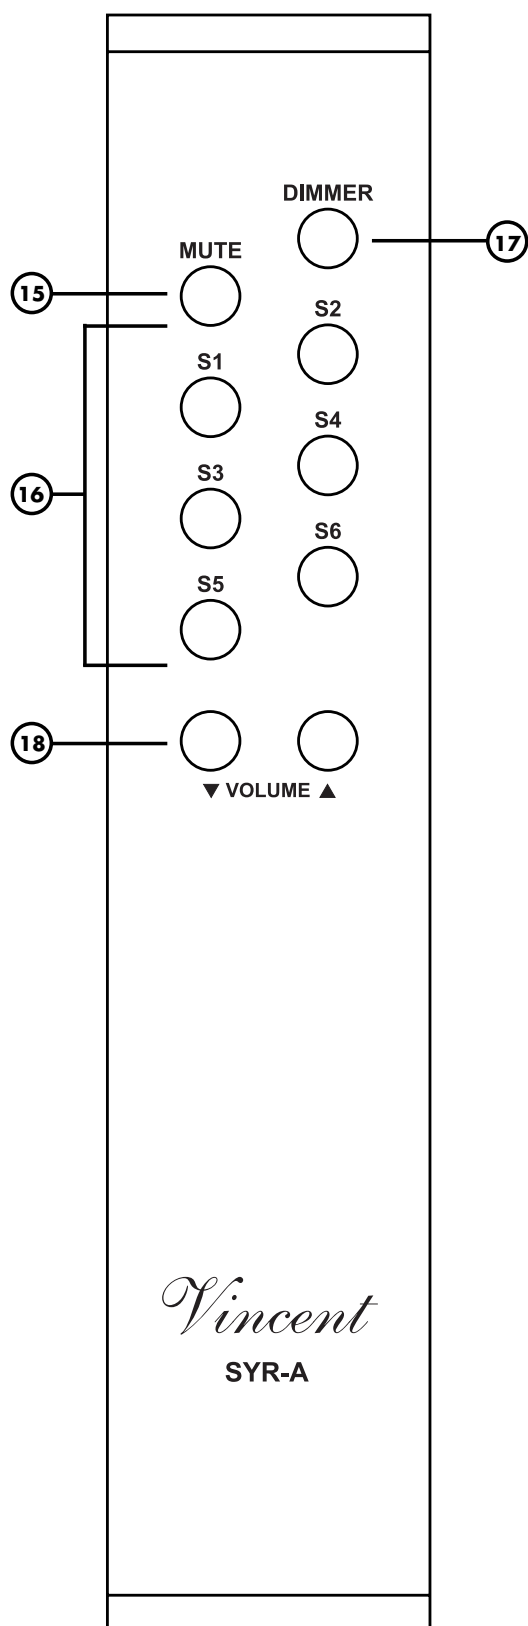 DIMMER
17
MUTE
15
S2
S1
S4
S3
16
S6
S5
18
▼ VOLUME ▲
Vincent
SYR-A